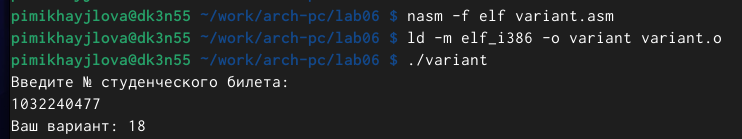 pimikhayjlova@dk3n55 ~/work/arch-pc/lab06 $ nasm -f elf variant.asm
pimikhayjlova@dk3n55 ~/work/arch-pc/lab06 $ ld -m elf_i386 -o variant variant.o
pimikhayjlova@dk3n55 ~/work/arch-pc/lab06 $ ./variant
Введите № студенческого билета:
1032240477
Ваш вариант: 18